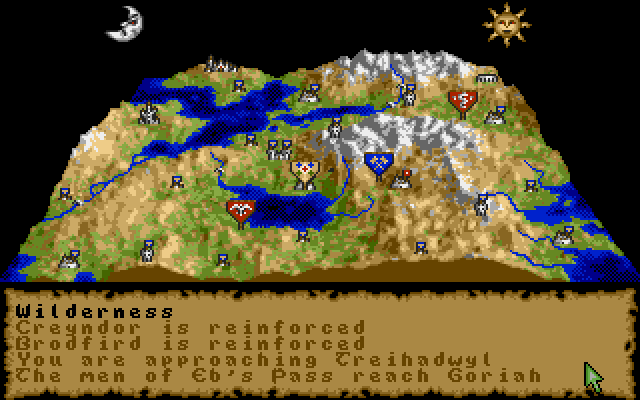 Wilderness
Creyndor is reinforced
Brodfird is reinforced
You are approaching Treihadwyl
The men of Eb's Pass reach Goriah